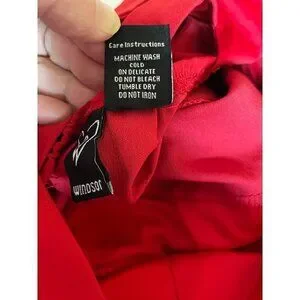 Care Instructions
MACHINE WASH
COLD
ON DELICATE
DO NOT BLEACH
TUMBLE DRY
DO NOT IRON
WINDSOR